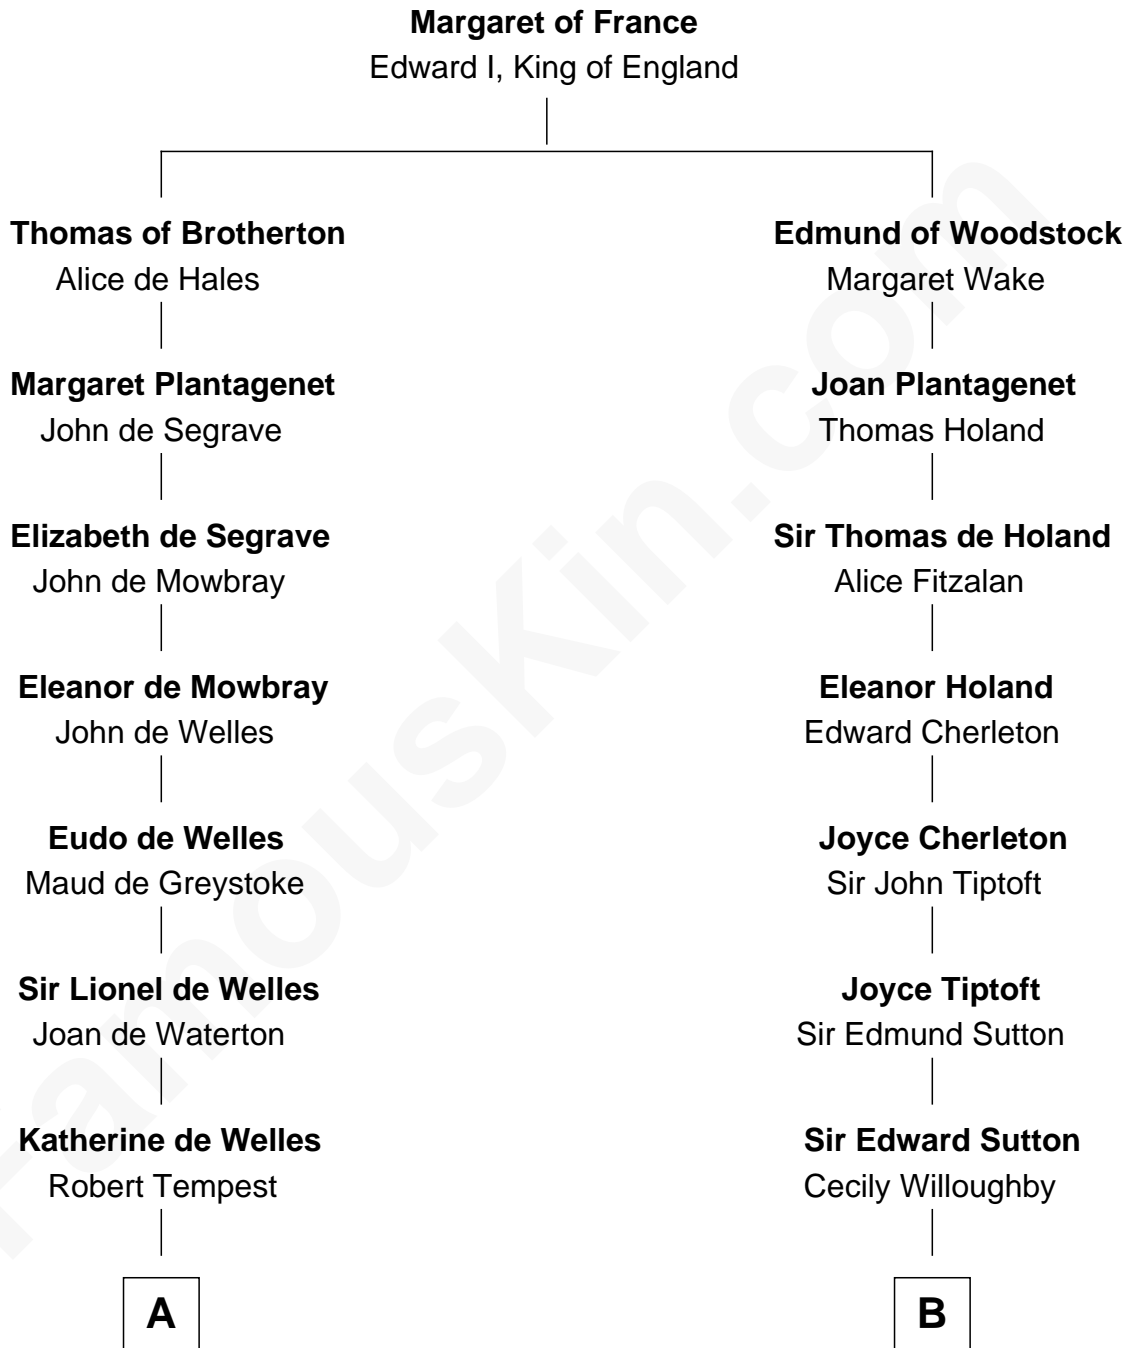 Margaret of France
Edward I, King of England
Thomas of Brotherton
Alice de Hales
Edmund of Woodstock
Margaret Wake
Margaret Plantagenet
John de Segrave
Joan Plantagenet
Thomas Holand
Elizabeth de Segrave
John de Mowbray
Sir Thomas de Holand
Alice Fitzalan
Eleanor de Mowbray
John de Welles
Eleanor Holand
Edward Cherleton
Eudo de Welles
Maud de Greystoke
Joyce Cherleton
Sir John Tiptoft
Sir Lionel de Welles
Joan de Waterton
Joyce Tiptoft
Sir Edmund Sutton
Katherine de Welles
Robert Tempest
Sir Edward Sutton
Cecily Willoughby
A
B
FamousKin.com